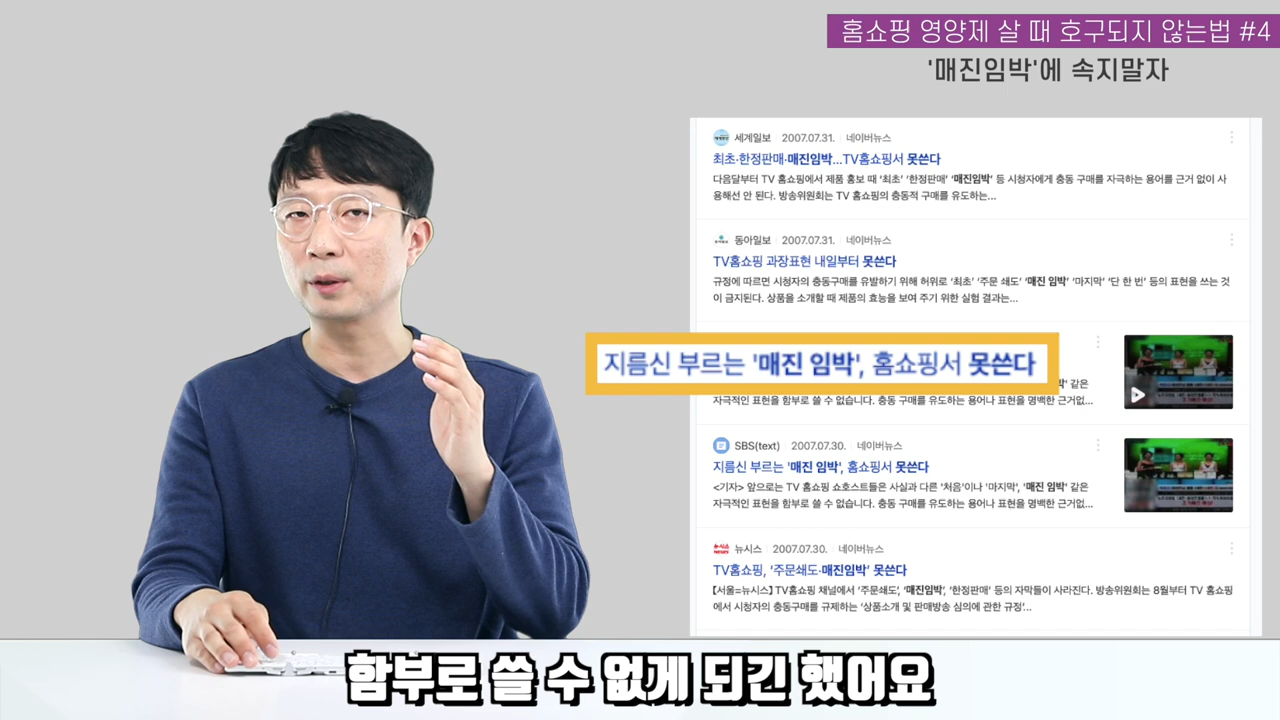 홈쇼핑 영양제 살 때 호구되지 않는법 #4
'매진임박'에 속지말자
세계일보 2007.07.31. 네이버뉴스
최초·한정판매·매진임박...TV홈쇼핑서 못쓴다
다음달부터 TV 홈쇼핑에서 제품 홍보 때 '최초' '한정판매' '매진임박' 등 시청자에게 충동 구매를 자극하는 용어를 근거 없이 사
용해선 안 된다. 방송위원회는 TV 홈쇼핑의 충동적 구매를 유도하는...
동아일보 2007.07.31. 네이버뉴스
TV홈쇼핑 과장표현 내일부터 못쓴다
규정에 따르면 시청자의 충동구매를 유발하기 위해 허위로 '최초' '주문 쇄도' '매진 임박' '마지막' '단 한 번' 등의 표현을 쓰는 것
이 금지된다. 상품을 소개할 때 제품의 효능을 보여 주기 위한 실험 결과는...
지름신 부르는 '매진 임박', 홈쇼핑서 못쓴다
박' 같은
자극적인 표현을 함부로 쓸 수 없습니다. 충동 구매를 유도하는 용어나 표현을 명백한 근거없...
SBS(text) 2007.07.30. 네이버뉴스
지름신 부르는 '매진 임박', 홈쇼핑서 못쓴다
<기자> 앞으로는 TV 홈쇼핑 쇼호스트들은 사실과 다른 '처음'이나 '마지막', '매진 임박' 같은
자극적인 표현을 함부로 쓸 수 없습니다. 충동 구매를 유도하는 용어나 표현을 명백한 근거없...
뉴시스 2007.07.30. 네이버뉴스
TV홈쇼핑, '주문쇄도·매진임박' 못쓴다
【서울=뉴시스】TV홈쇼핑 채널에서 '주문쇄도', '매진임박', '한정판매' 등의 자막들이 사라진다. 방송위원회는 8월부터 TV 홈쇼핑
에서 시청자의 충동구매를 규제하는 '상품소개 및 판매방송 심의에 관한 규정'...
함부로 쓸 수 없게 되긴 했어요